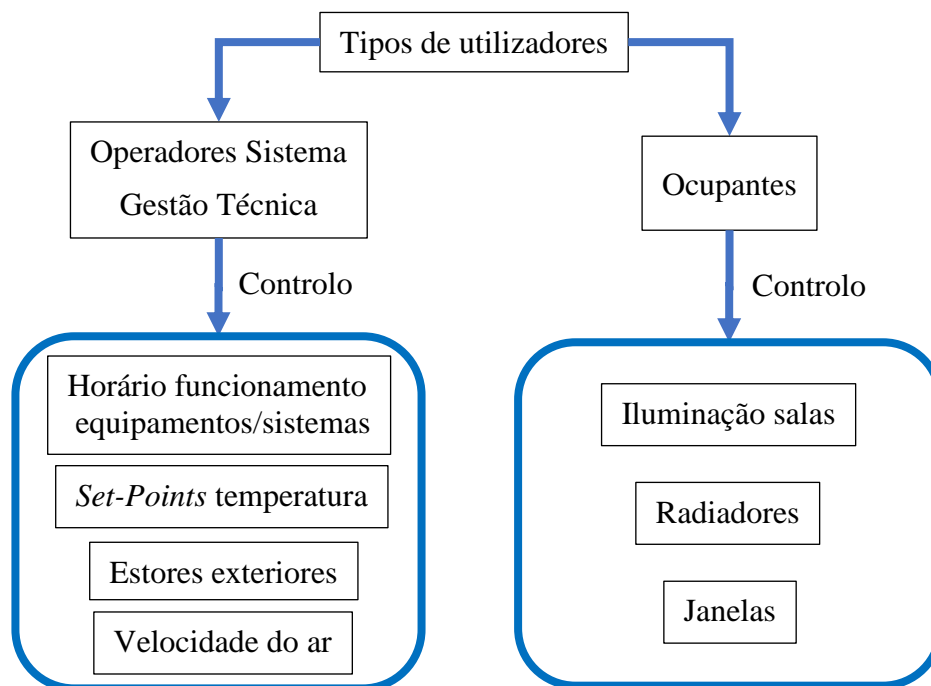 Tipos de utilizadores
Operadores Sistema
Gestão Técnica
Controlo
Horário funcionamento
equipamentos/sistemas
Set-Points temperatura
Estores exteriores
Velocidade do ar
Ocupantes
Controlo
Iluminação salas
Radiadores
Janelas